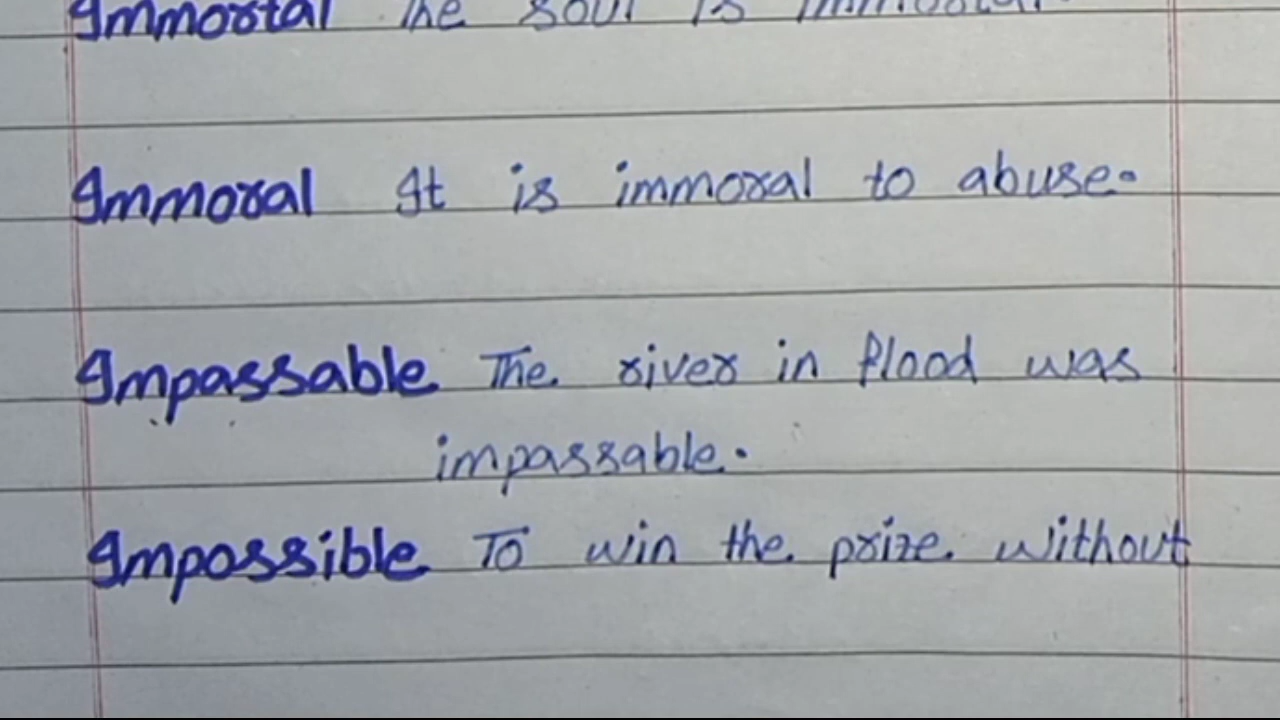 Immortal The soul is immortal.
Immoral It is immoral to abuse.
Impassable The river in flood was
impassable.
Impossible To win the prize without